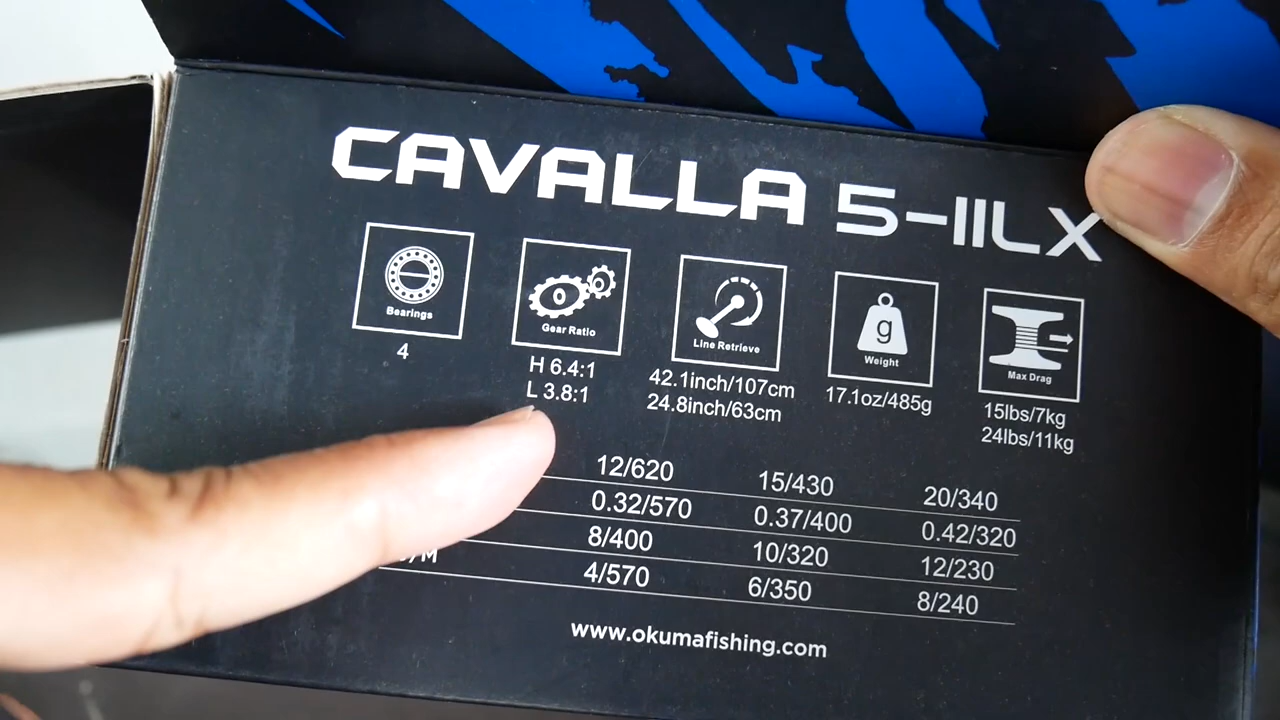 CAVALLA 5-IILX
Bearings
4
Gear Ratio
H 6.4:1
L 3.8:1
Line Retrieve
42.1inch/107cm
24.8inch/63cm
g
Weight
17.1oz/485g
Max Drag
15lbs/7kg
24lbs/11kg
12/620 15/430 20/340
0.32/570 0.37/400 0.42/320
8/400 10/320 12/230
/M 4/570 6/350 8/240
www.okumafishing.com